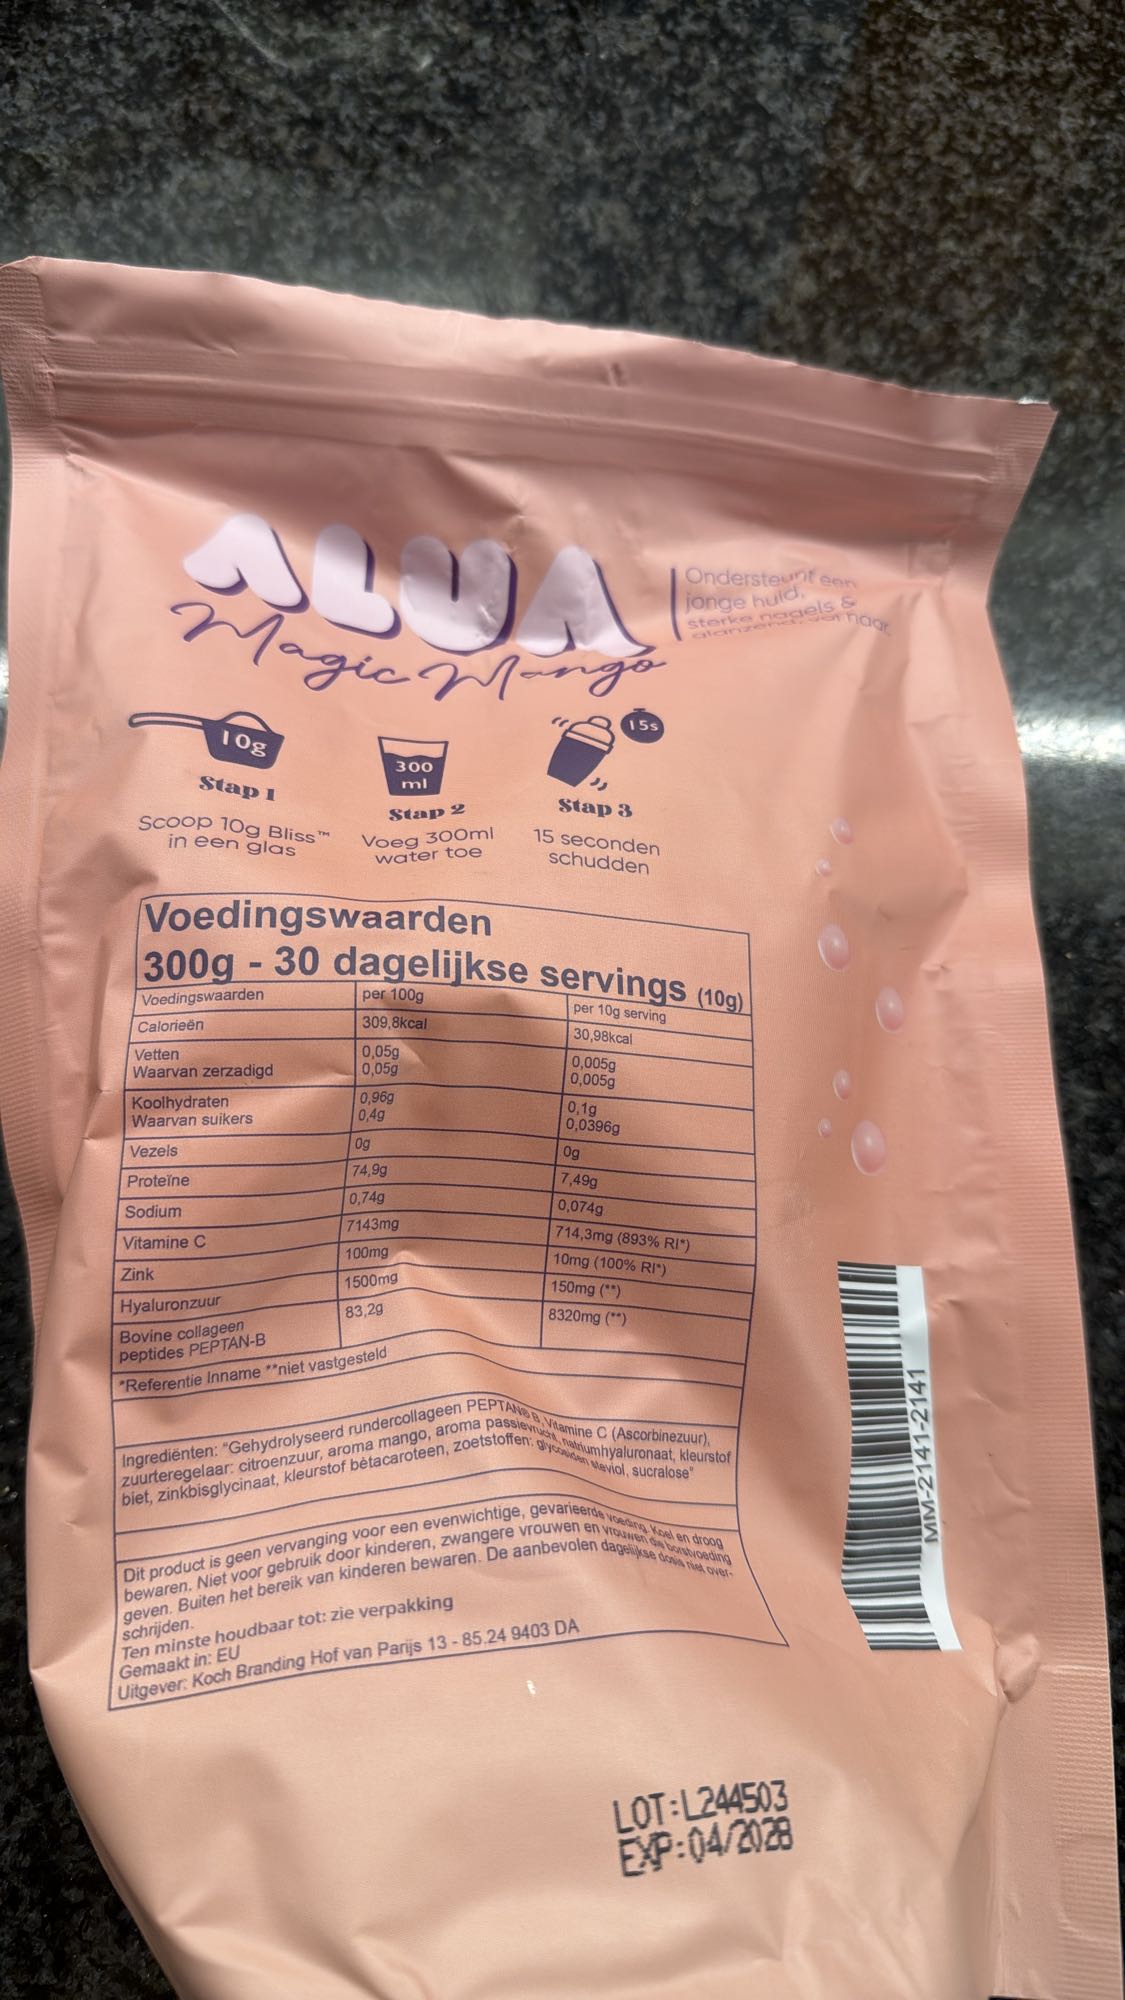 ALUA
Magic Mango
Ondersteunt een
jonge huid,
sterke nagels &
glanzend, vol haar
10g
300
ml
15s
Stap 1
Stap 2
Stap 3
Scoop 10g Bliss™
in een glas
Voeg 300ml
water toe
15 seconden
schudden
Voedingswaarden
300g - 30 dagelijkse servings (10g)
Voedingswaarden per 100g per 10g serving
Calorieën 309,8kcal 30,98kcal
Vetten 0,05g 0,005g
Waarvan zerzadigd 0,05g 0,005g
Koolhydraten 0,96g 0,1g
Waarvan suikers 0,4g 0,0396g
Vezels 0g 0g
Proteïne 74,9g 7,49g
Sodium 0,74g 0,074g
Vitamine C 7143mg 714,3mg (893% RI*)
Zink 100mg 10mg (100% RI*)
Hyaluronzuur 1500mg 150mg (**)
Bovine collageen 83,2g 8320mg (**)
peptides PEPTAN-B
*Referentie Inname **niet vastgesteld
Ingrediënten: "Gehydrolyseerd rundercollageen PEPTAN® B, Vitamine C (Ascorbinezuur),
zuurteregelaar: citroenzuur, aroma mango, aroma passievrucht, natriumhyaluronaat, kleurstof
biet, zinkbisglycinaat, kleurstof bètacaroteen, zoetstoffen: glycosiden steviol, sucralose"
Dit product is geen vervanging voor een evenwichtige, gevarieerde voeding. Koel en droog
bewaren. Niet voor gebruik door kinderen, zwangere vrouwen en vrouwen die borstvoeding
geven. Buiten het bereik van kinderen bewaren. De aanbevolen dagelijkse dosis niet over-
schrijden.
Ten minste houdbaar tot: zie verpakking
Gemaakt in: EU
Uitgever: Koch Branding Hof van Parijs 13 - 85.24 9403 DA
MM-2141-2141
LOT:L244503
EXP:04/2028